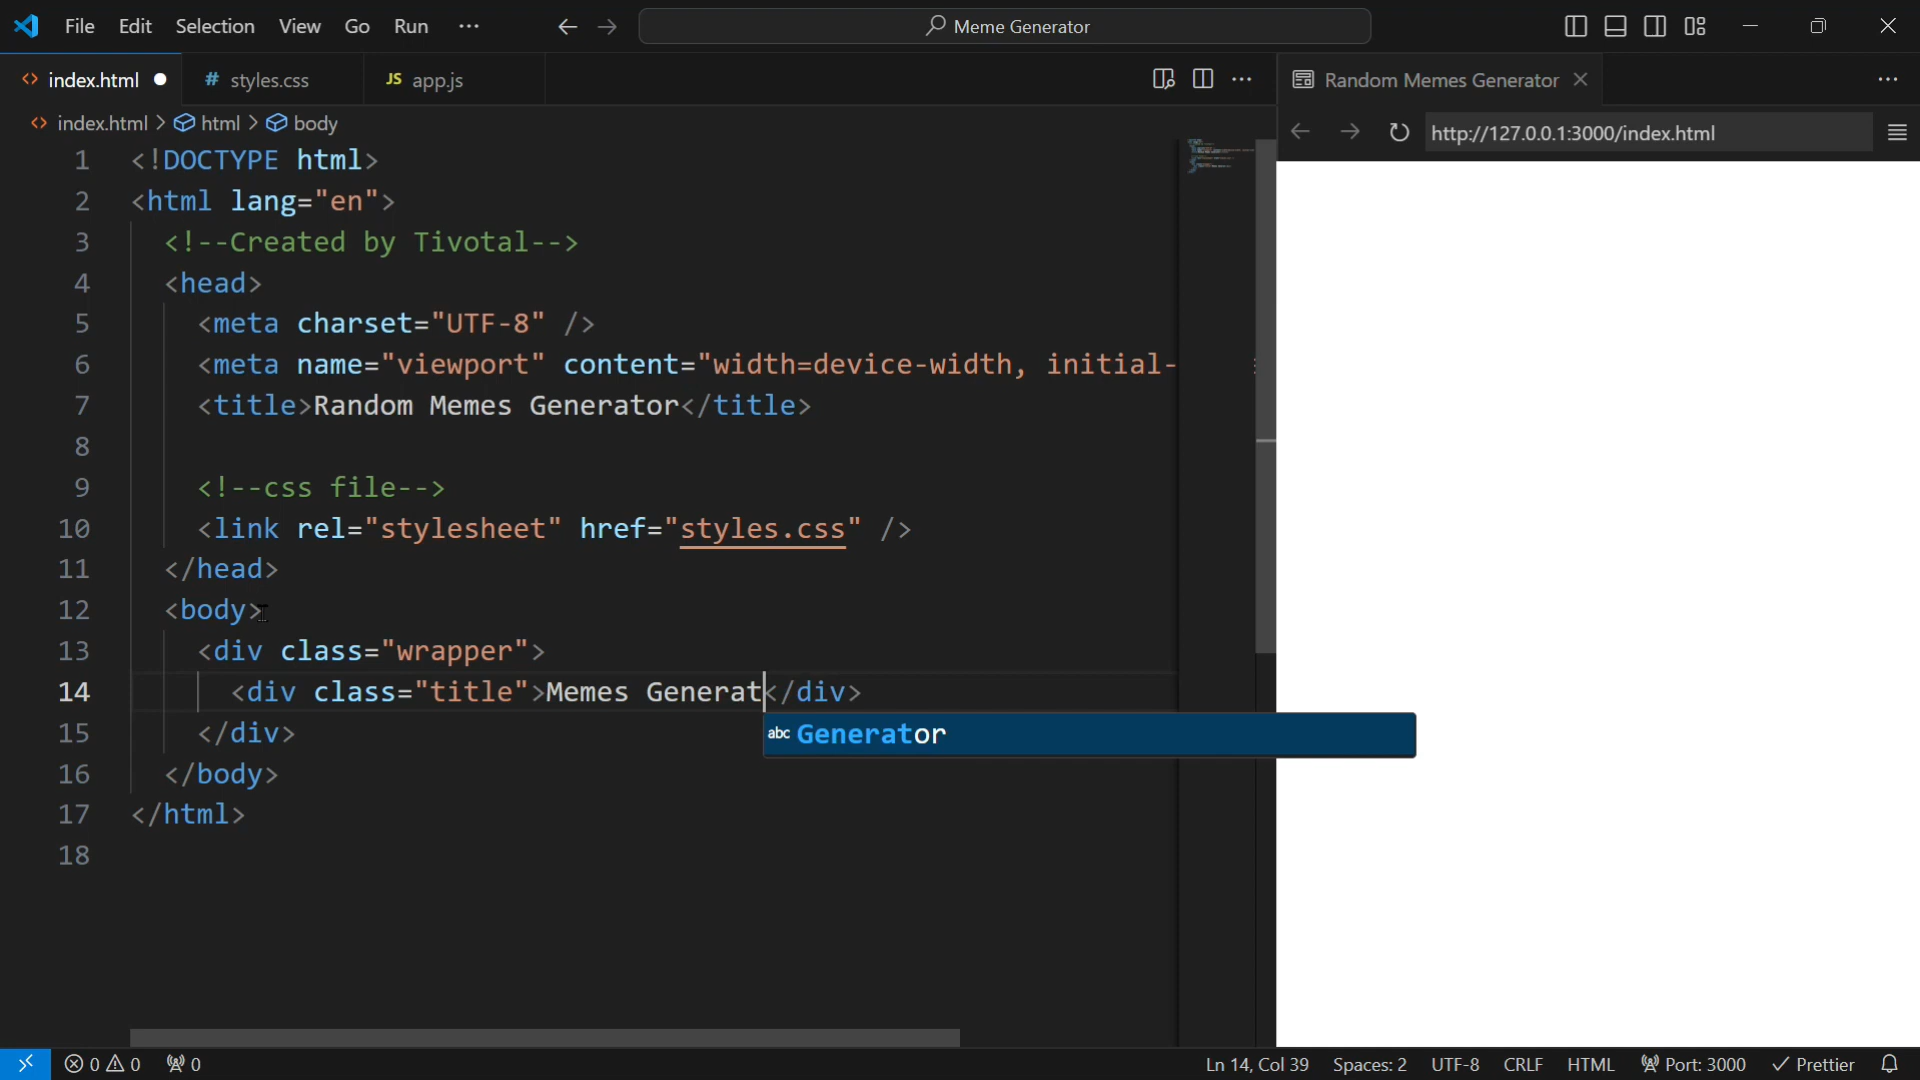 File Edit Selection View Go Run ··· Meme Generator
index.html styles.css app.js Random Memes Generator
index.html > html > body
http://127.0.0.1:3000/index.html
1 <!DOCTYPE html>
2 <html lang="en">
3 <!--Created by Tivotal-->
4 <head>
5 <meta charset="UTF-8" />
6 <meta name="viewport" content="width=device-width, initial-
7 <title>Random Memes Generator</title>
8
9 <!--css file-->
10 <link rel="stylesheet" href="styles.css" />
11 </head>
12 <body>
13 <div class="wrapper">
14 <div class="title">Memes Generat</div>
abc Generator
15 </div>
16 </body>
17 </html>
18
0 0 0 Ln 14, Col 39 Spaces: 2 UTF-8 CRLF HTML Port: 3000 Prettier